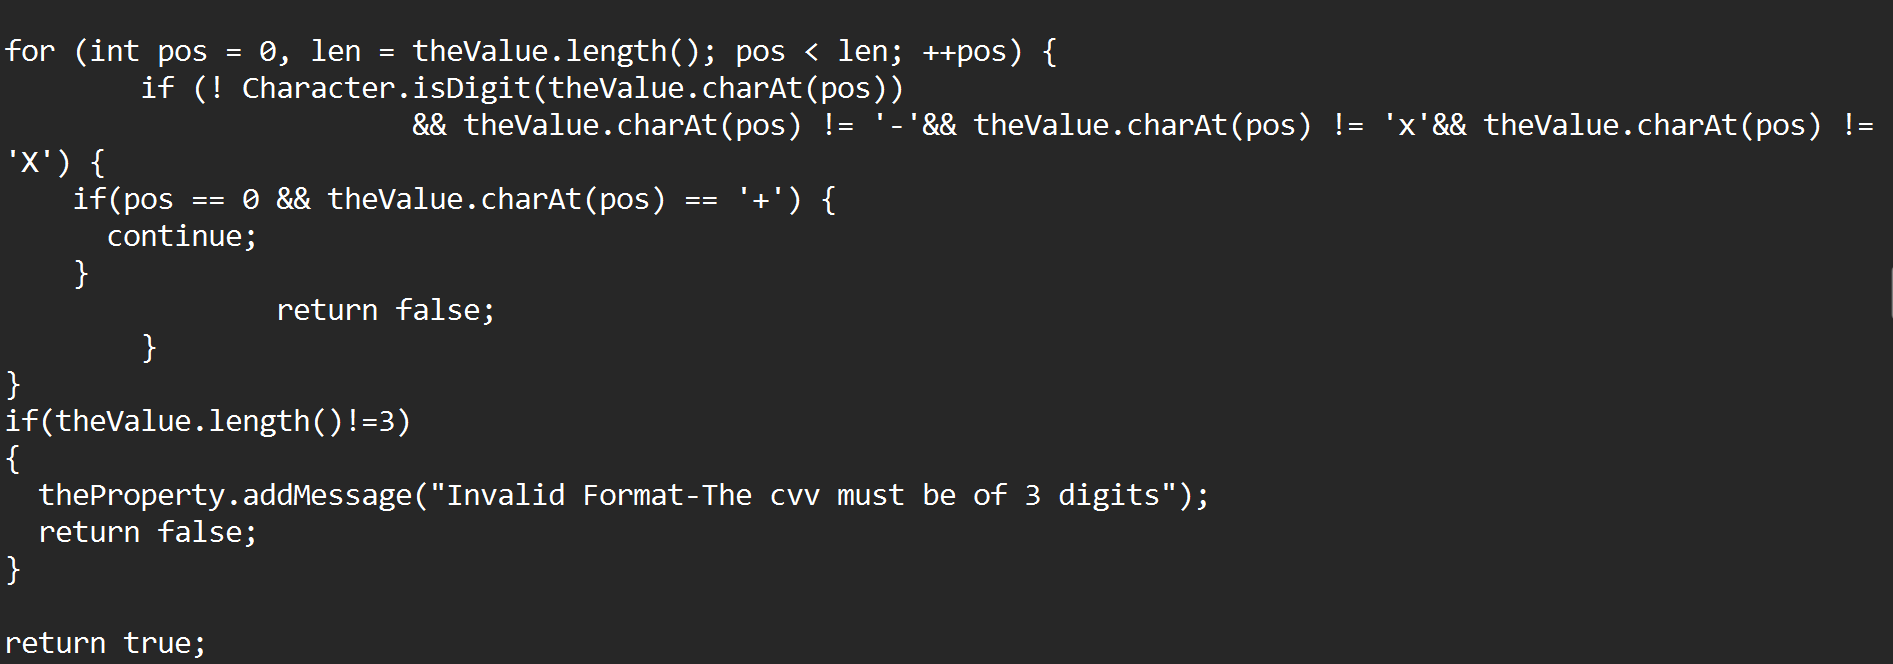 for (int pos = 0, len = theValue.length(); pos < len; ++pos) {
        if (! Character.isDigit(theValue.charAt(pos))
                        && theValue.charAt(pos) != '-'&& theValue.charAt(pos) != 'x'&& theValue.charAt(pos) !=
'X') {
    if(pos == 0 && theValue.charAt(pos) == '+') {
      continue;
    }
                return false;
        }
}
if(theValue.length()!=3)
{
  theProperty.addMessage("Invalid Format-The cvv must be of 3 digits");
  return false;
}
return true;